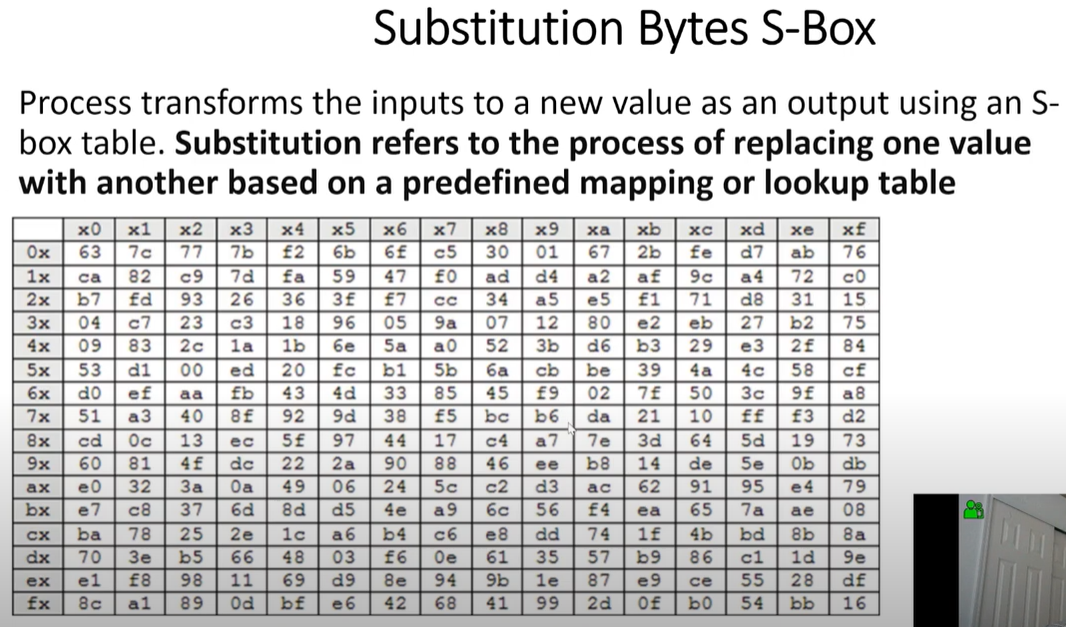 Substitution Bytes S-Box
Process transforms the inputs to a new value as an output using an S-
box table. Substitution refers to the process of replacing one value
with another based on a predefined mapping or lookup table
x0 x1 x2 x3 x4 x5 x6 x7 x8 x9 xa xb xc xd xe xf
0x 63 7c 77 7b f2 6b 6f c5 30 01 67 2b fe d7 ab 76
1x ca 82 c9 7d fa 59 47 f0 ad d4 a2 af 9c a4 72 c0
2x b7 fd 93 26 36 3f f7 cc 34 a5 e5 f1 71 d8 31 15
3x 04 c7 23 c3 18 96 05 9a 07 12 80 e2 eb 27 b2 75
4x 09 83 2c 1a 1b 6e 5a a0 52 3b d6 b3 29 e3 2f 84
5x 53 d1 00 ed 20 fc b1 5b 6a cb be 39 4a 4c 58 cf
6x d0 ef aa fb 43 4d 33 85 45 f9 02 7f 50 3c 9f a8
7x 51 a3 40 8f 92 9d 38 f5 bc b6 da 21 10 ff f3 d2
8x cd 0c 13 ec 5f 97 44 17 c4 a7 7e 3d 64 5d 19 73
9x 60 81 4f dc 22 2a 90 88 46 ee b8 14 de 5e 0b db
ax e0 32 3a 0a 49 06 24 5c c2 d3 ac 62 91 95 e4 79
bx e7 c8 37 6d 8d d5 4e a9 6c 56 f4 ea 65 7a ae 08
cx ba 78 25 2e 1c a6 b4 c6 e8 dd 74 1f 4b bd 8b 8a
dx 70 3e b5 66 48 03 f6 0e 61 35 57 b9 86 c1 1d 9e
ex e1 f8 98 11 69 d9 8e 94 9b 1e 87 e9 ce 55 28 df
fx 8c a1 89 0d bf e6 42 68 41 99 2d 0f b0 54 bb 16